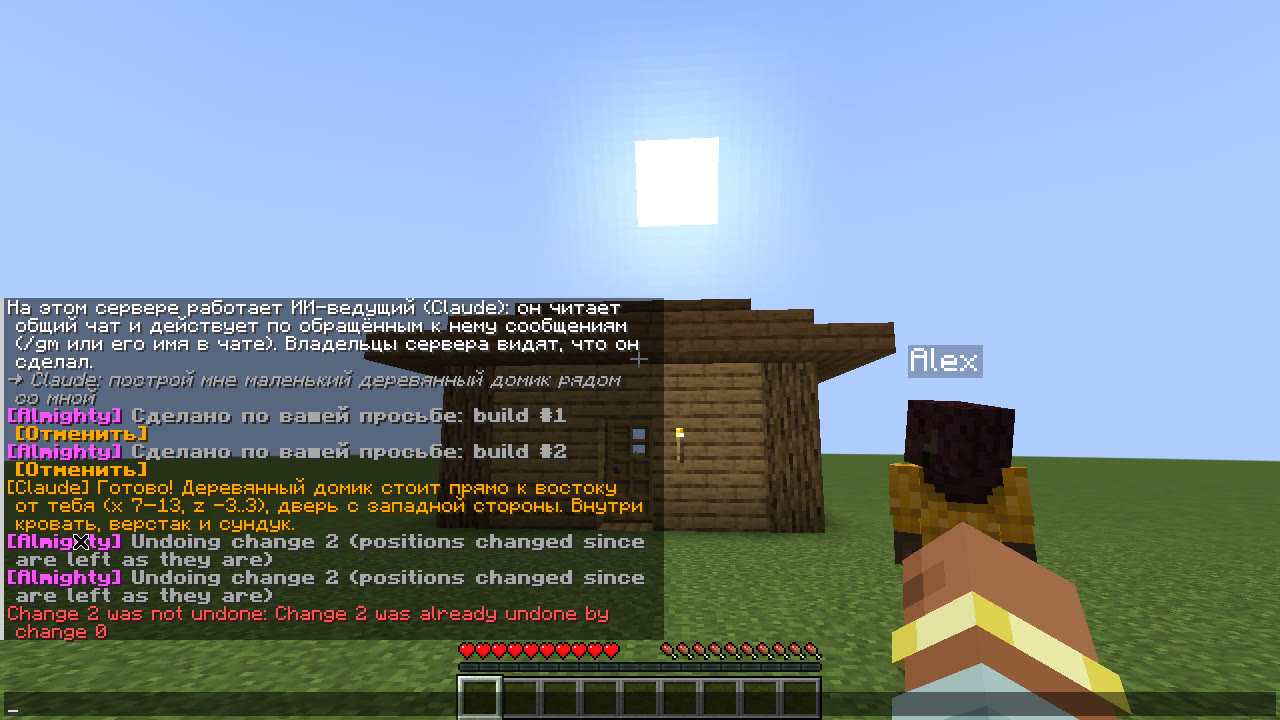 На этом сервере работает ИИ-ведущий (Claude): он читает
общий чат и действует по обращённым к нему сообщениям
(/gm или его имя в чате). Владельцы сервера видят, что он
сделал.
→ Claude: построй мне маленький деревянный домик рядом
со мной
[Almighty] Сделано по вашей просьбе: build #1
[Отменить]
[Almighty] Сделано по вашей просьбе: build #2
[Отменить]
[Claude] Готово! Деревянный домик стоит прямо к востоку
от тебя (x 7-13, z -3..3), дверь с западной стороны. Внутри
кровать, верстак и сундук.
[Almighty] Undoing change 2 (positions changed since
are left as they are)
[Almighty] Undoing change 2 (positions changed since
are left as they are)
Change 2 was not undone: Change 2 was already undone by
change 0
Alex